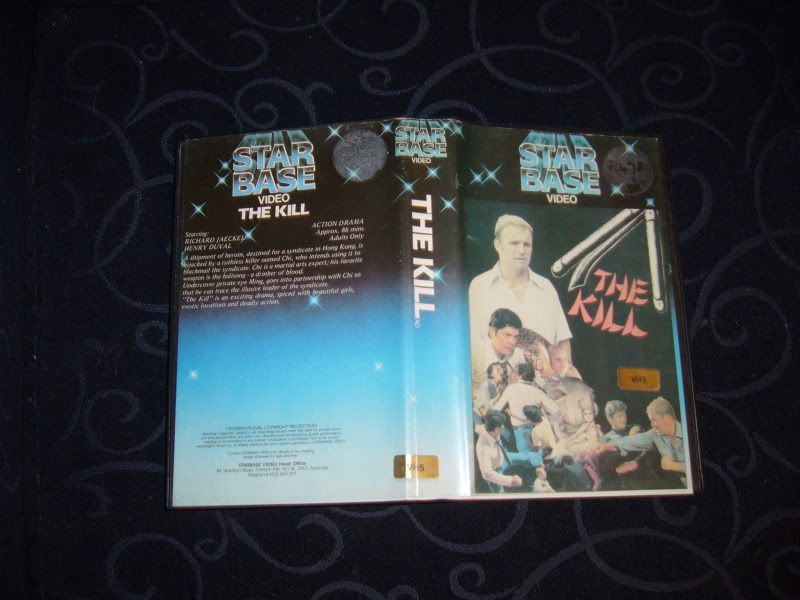 STAR
BASE
VIDEO
THE KILL
Starring:
RICHARD JAECKEL
HENRY DUVAL
ACTION DRAMA
Approx. 86 mins
Adults Only
A shipment of heroin, destined for a syndicate in Hong Kong, is
hijacked by a ruthless killer named Chi, who intends using it to
blackmail the syndicate. Chi is a martial arts expert; his favorite
weapon is the balisong - a drinker of blood.
Undercover private eye Ming, goes into partnership with Chi so
that he can trace the illusive leader of the syndicate.
"The Kill" is an exciting drama, spiced with beautiful girls,
exotic locations and deadly action.
INTERNATIONAL COPYRIGHT PROTECTION
STARBASE VIDEO Head Office
STAR
BASE
VIDEO
THE KILL
VHS
STAR
BASE
VIDEO
THE
KILL
VHS